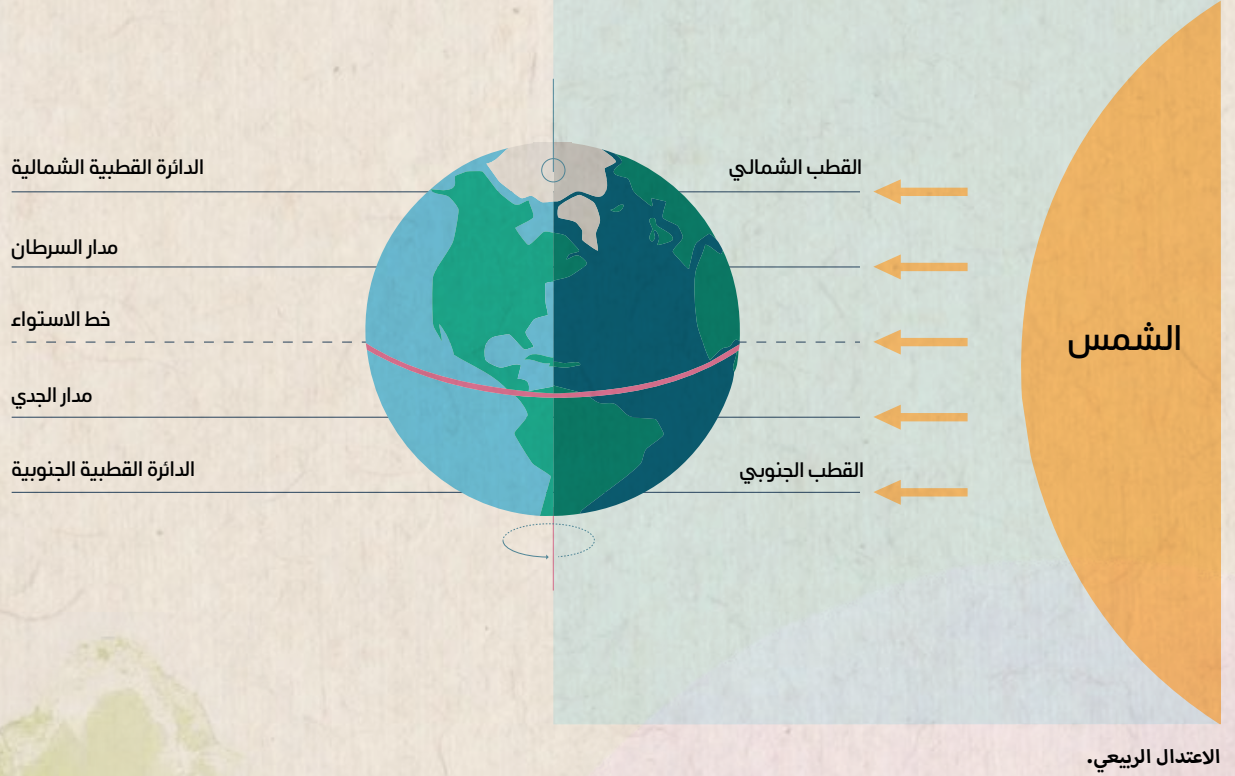 القطب الشمالي
الدائرة القطبية الشمالية
مدار السرطان
خط الاستواء
الشمس
مدار الجدي
القطب الجنوبي
الدائرة القطبية الجنوبية
الاعتدال الربيعي.